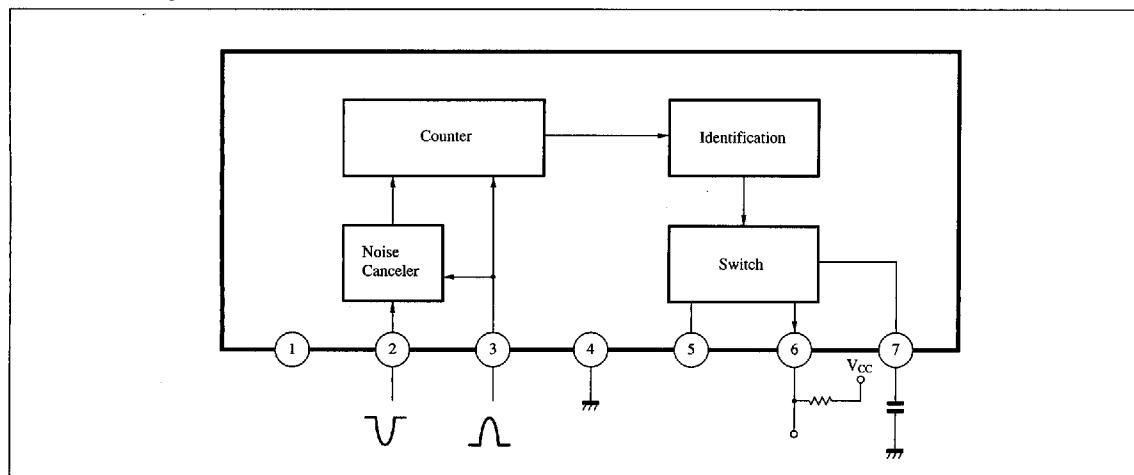 Counter
Identification
Noise
Canceler
Switch
1
2
3
4
5
6
7
VCC